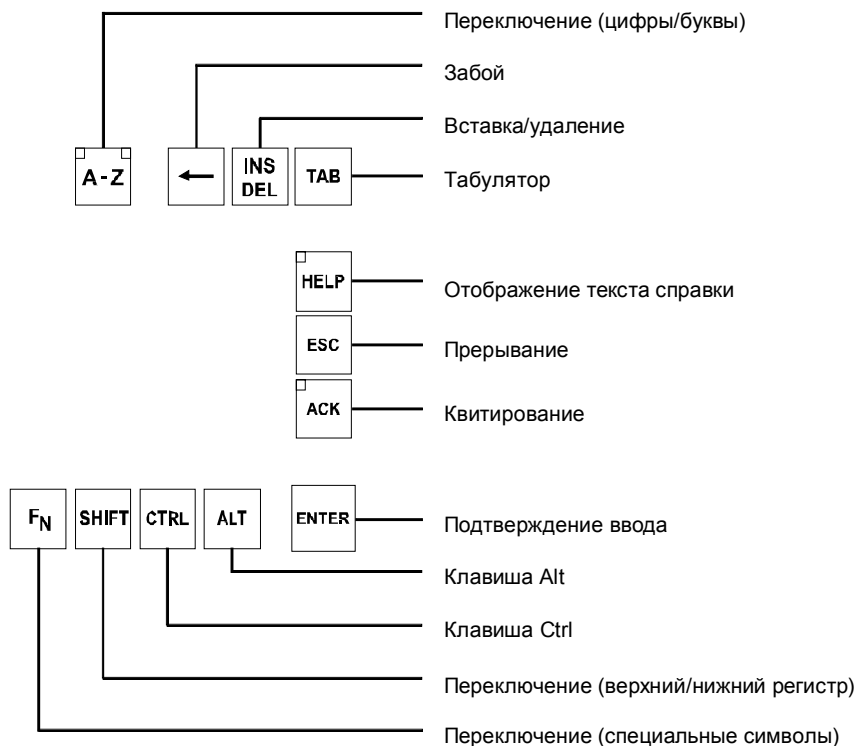 Переключение (цифры/буквы)
Забой
Вставка/удаление
A-Z
INS
DEL
TAB
Табулятор
HELP
Отображение текста справки
ESC
Прерывание
ACK
Квитирование
FN
SHIFT
CTRL
ALT
ENTER
Подтверждение ввода
Клавиша Alt
Клавиша Ctrl
Переключение (верхний/нижний регистр)
Переключение (специальные символы)